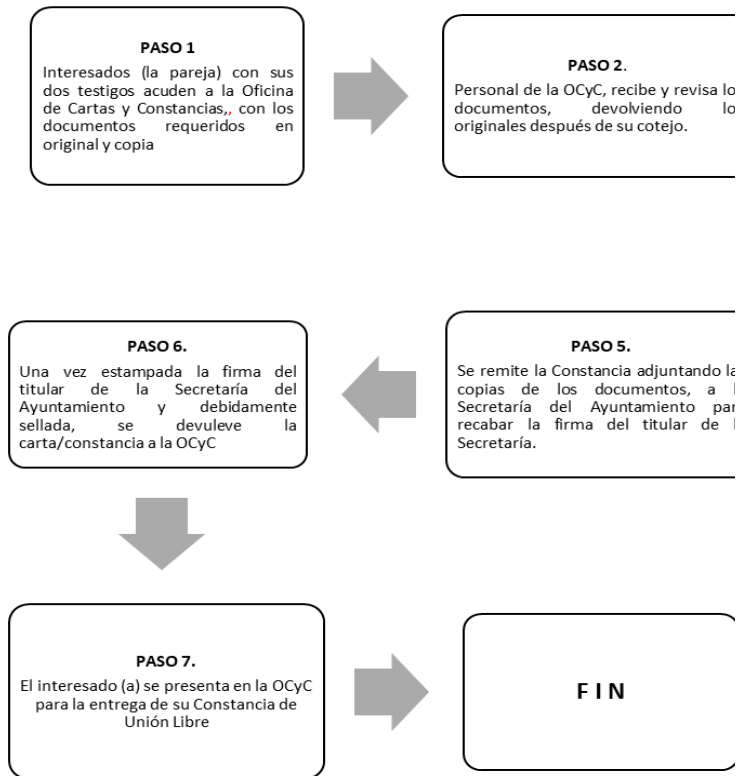 PASO 1
Interesados (la pareja) con sus
dos testigos acuden a la Oficina
de Cartas y Constancias,, con los
documentos requeridos en
original y copia
PASO 2.
Personal de la OCyC, recibe y revisa lo
documentos, devolviendo lo
originales después de su cotejo.
PASO 6.
Una vez estampada la firma del
titular de la Secretaría del
Ayuntamiento y debidamente
sellada, se devuleve la
carta/constancia a la OCyC
PASO 5.
Se remite la Constancia adjuntando la
copias de los documentos, a l
Secretaría del Ayuntamiento par
recabar la firma del titular de l
Secretaría.
PASO 7.
El interesado (a) se presenta en la OCyC
para la entrega de su Constancia de
Unión Libre
F I N